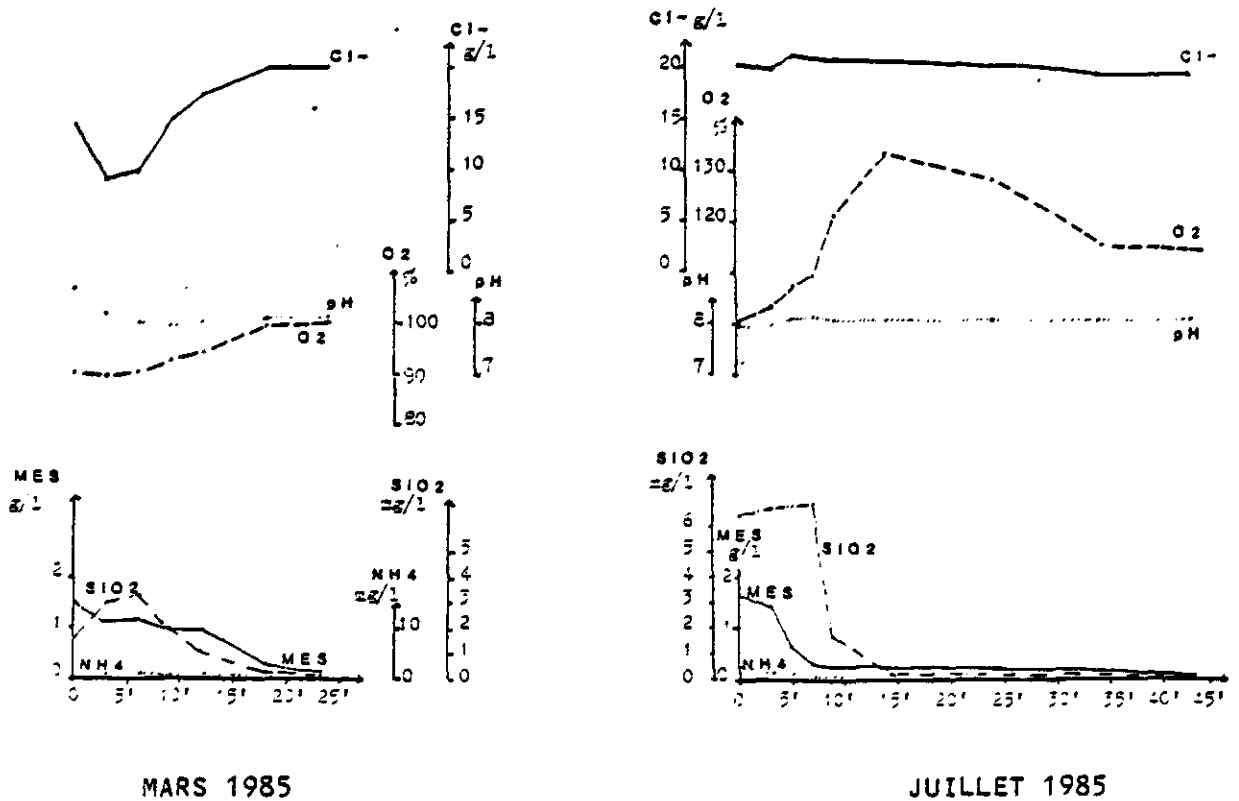 Cl-
g/l
Cl-
20
15
10
5
0
O2
%
100
90
80
pH
8
7
pH
O2
MES
g/l
2
1
0
SIO2
NH4
MES
SIO2
mg/l
5
4
3
2
1
0
NH4
mg/l
10
0
0 5' 10' 15' 20' 25'
MARS 1985
Cl- g/l
20
15
10
5
0
Cl-
O2
%
130
120
O2
pH
8
7
pH
SIO2
mg/l
6
5
4
3
2
1
0
MES
g/l
2
1
0
SIO2
MES
NH4
0 5' 10' 15' 20' 25' 30' 35' 40' 45'
JUILLET 1985